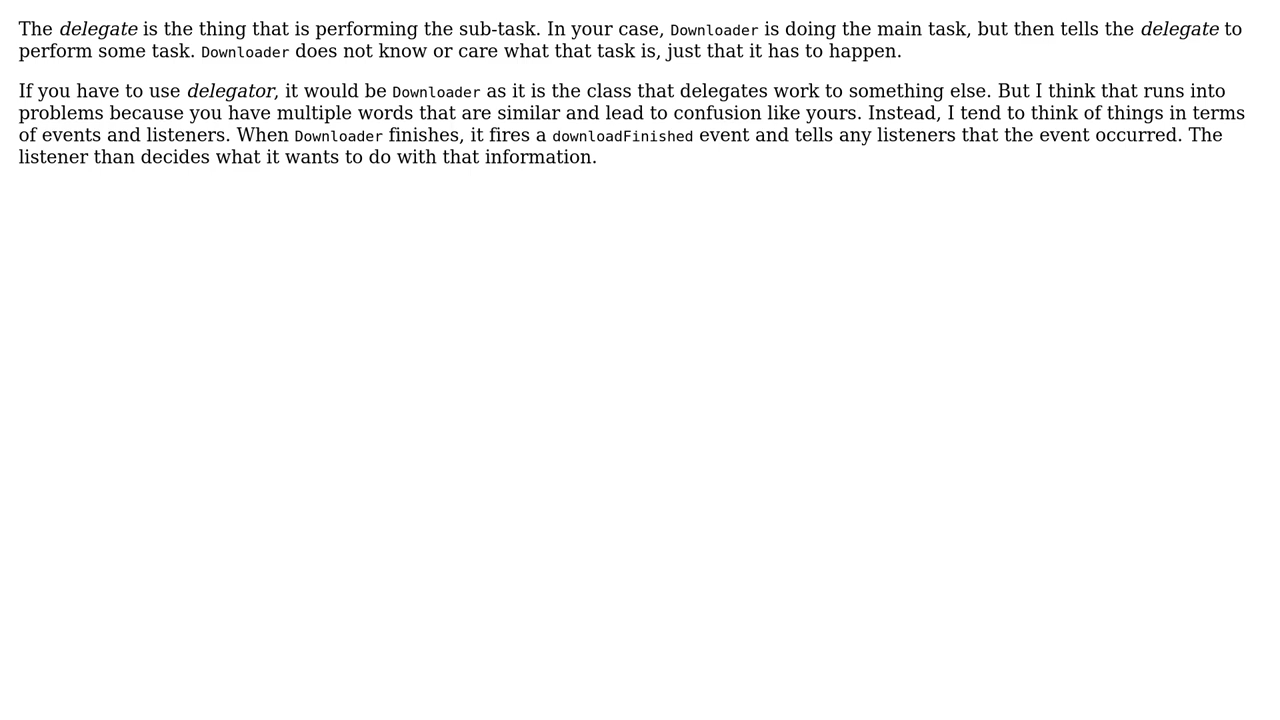 The delegate is the thing that is performing the sub-task. In your case, Downloader is doing the main task, but then tells the delegate to
perform some task. Downloader does not know or care what that task is, just that it has to happen.
If you have to use delegator, it would be Downloader as it is the class that delegates work to something else. But I think that runs into
problems because you have multiple words that are similar and lead to confusion like yours. Instead, I tend to think of things in terms
of events and listeners. When Downloader finishes, it fires a downloadFinished event and tells any listeners that the event occurred. The
listener than decides what it wants to do with that information.